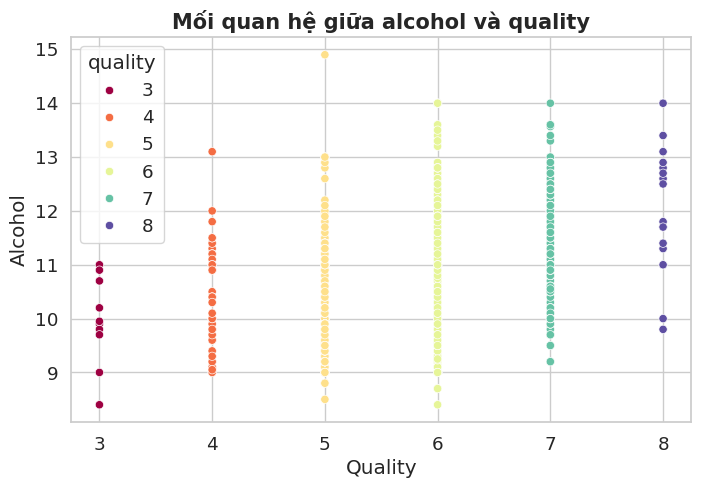 Mối quan hệ giữa alcohol và quality
15
14
13
12
11
10
9
Alcohol
quality
3
4
5
6
7
8
3 4 5 6 7 8
Quality